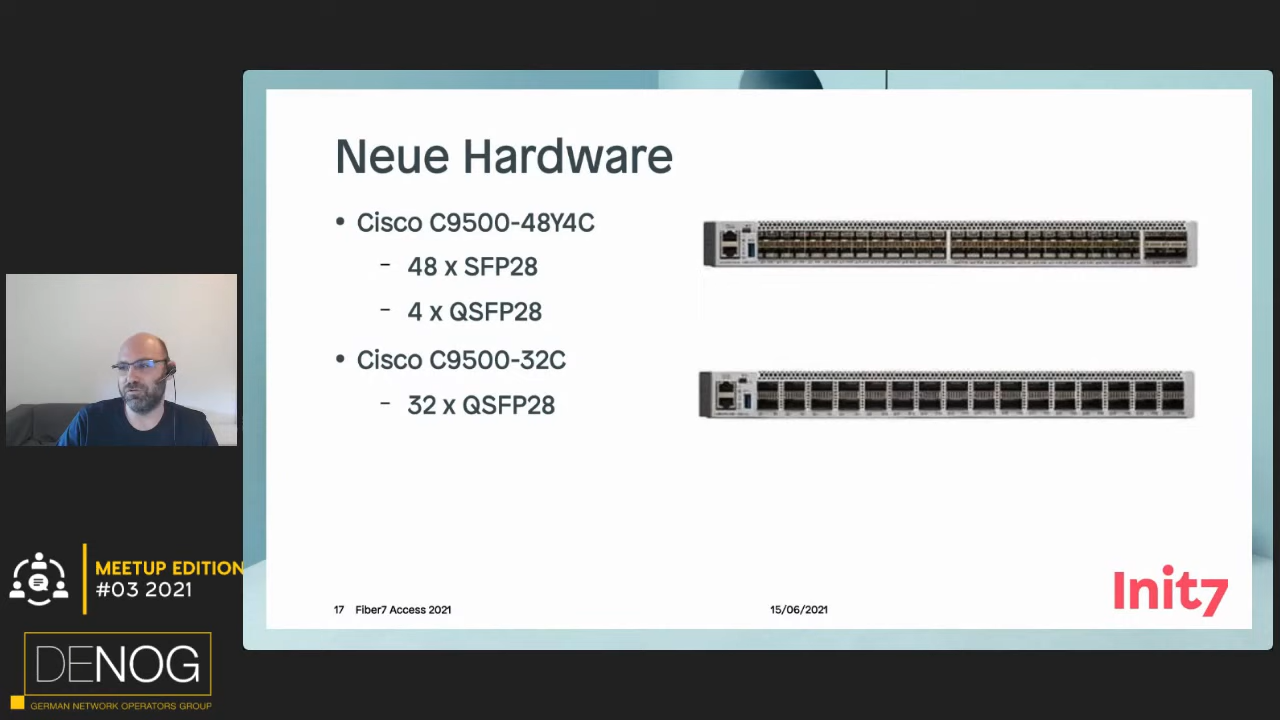 Neue Hardware
• Cisco C9500-48Y4C
- 48 x SFP28
- 4 x QSFP28
• Cisco C9500-32C
- 32 x QSFP28
17 Fiber7 Access 2021
15/06/2021
Init7
MEETUP EDITION
#03 2021
DENOG
GERMAN NETWORK OPERATORS GROUP